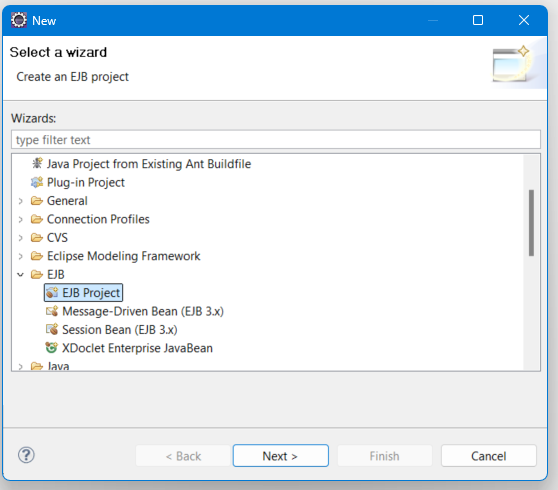 New
Select a wizard
Create an EJB project
Wizards:
type filter text
Java Project from Existing Ant Buildfile
Plug-in Project
General
Connection Profiles
CVS
Eclipse Modeling Framework
EJB
EJB Project
Message-Driven Bean (EJB 3.x)
Session Bean (EJB 3.x)
XDoclet Enterprise JavaBean
Java
?
< Back Next > Finish Cancel